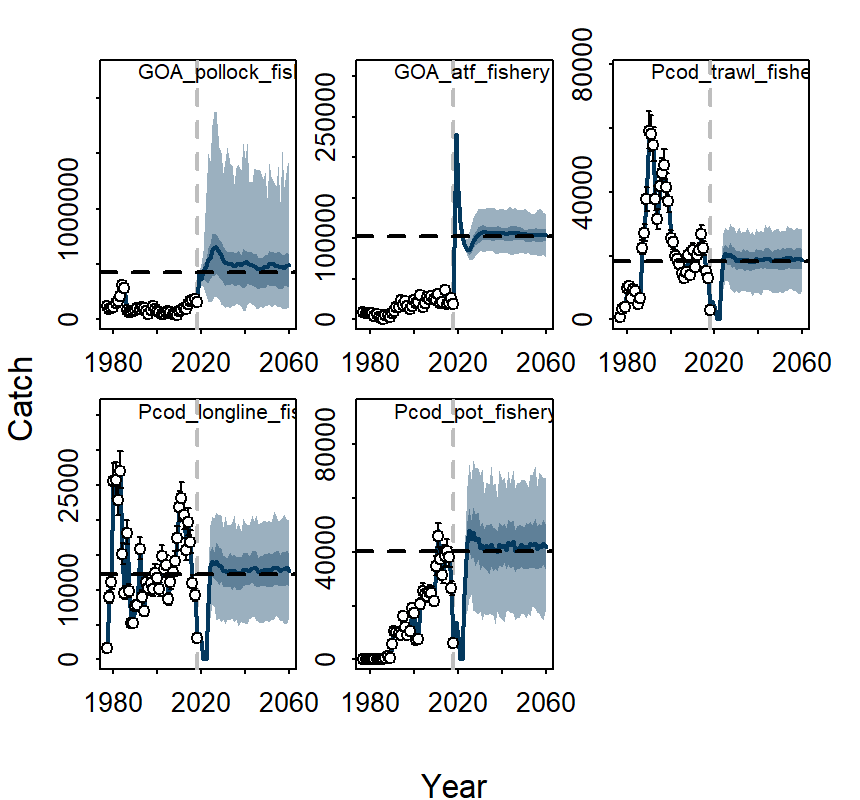 GOA_pollock_fis
GOA_atf_fishery
Pcod_trawl_fishe
0 1000000
0 100000 250000
0 40000 80000
1980 2020 2060
1980 2020 2060
1980 2020 2060
Catch
Pcod_longline_fis
Pcod_pot_fishery
0 10000 25000
0 40000 80000
1980 2020 2060
1980 2020 2060
Year